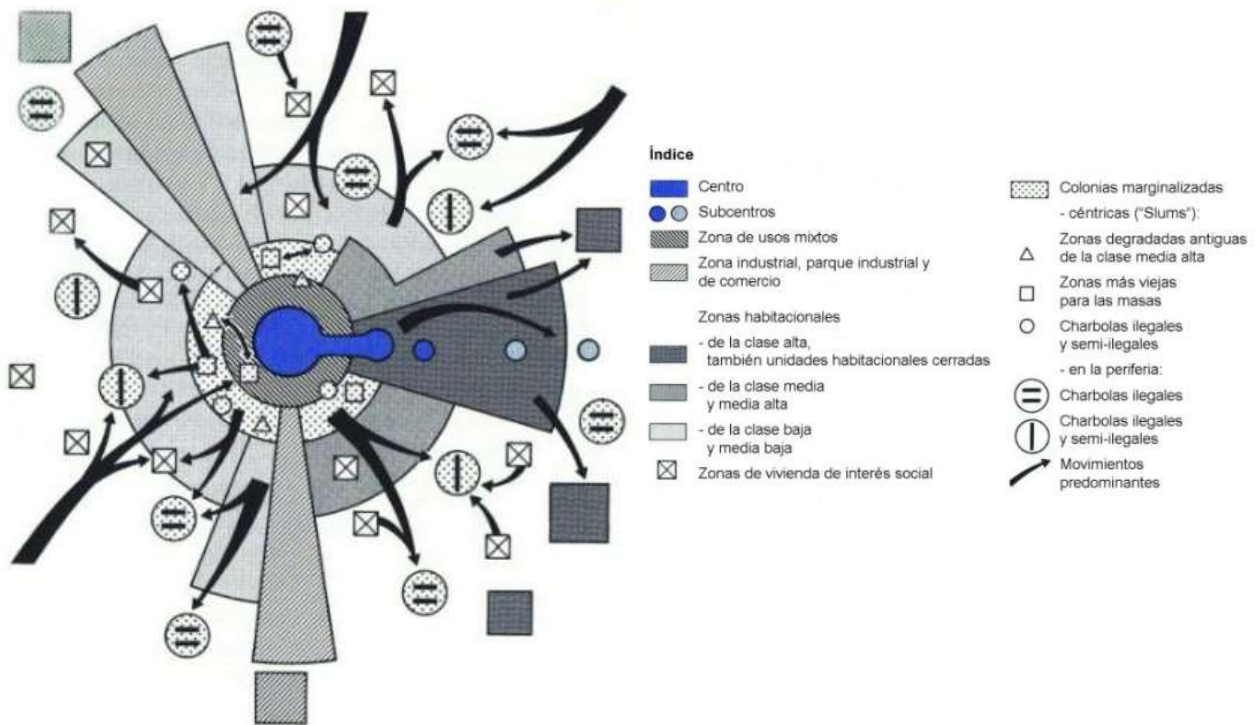 Índice
Centro
Subcentros
Zona de usos mixtos
Zona industrial, parque industrial y
de comercio
Zonas habitacionales
- de la clase alta,
también unidades habitacionales cerradas
- de la clase media
y media alta
- de la clase baja
y media baja
Zonas de vivienda de interés social
Colonias marginalizadas
- céntricas ("Slums"):
Zonas degradadas antiguas
de la clase media alta
Zonas más viejas
para las masas
Charbolas ilegales
y semi-ilegales
- en la periferia:
Charbolas ilegales
Charbolas ilegales
y semi-ilegales
Movimientos
predominantes